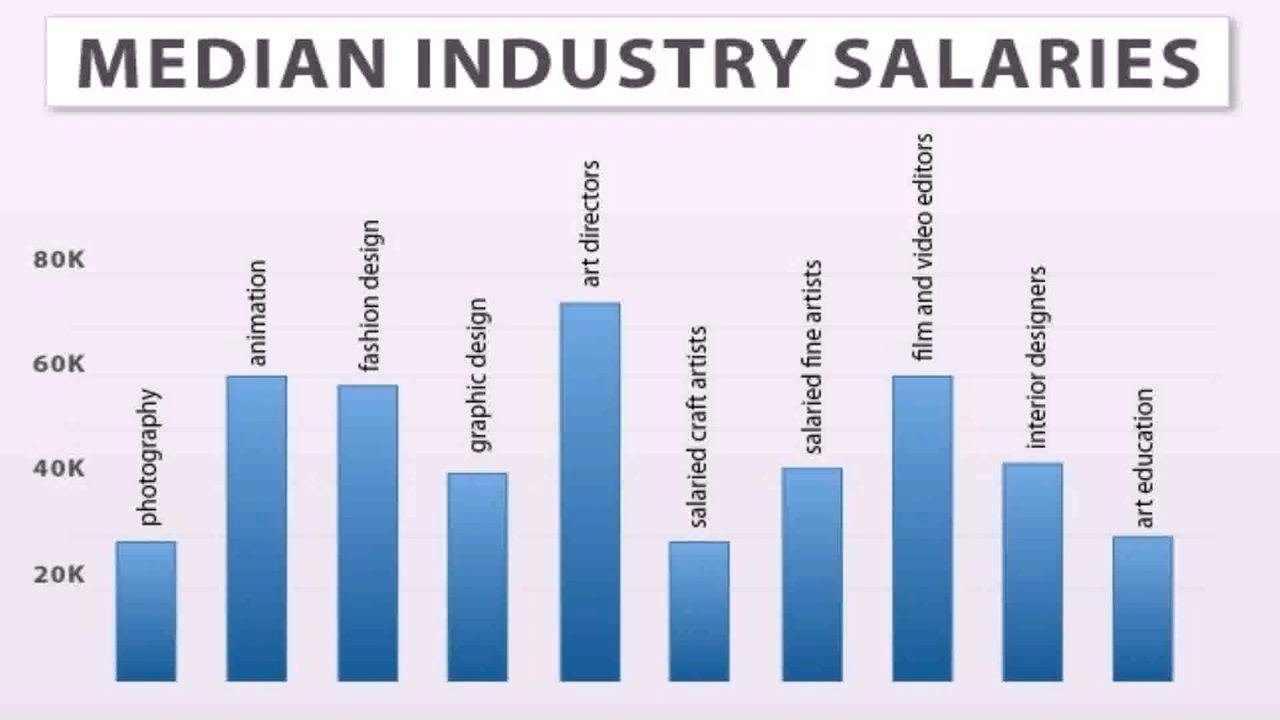 MEDIAN INDUSTRY SALARIES
80K
60K
40K
20K
photography
animation
fashion design
graphic design
art directors
salaried craft artists
salaried fine artists
film and video editors
interior designers
art education